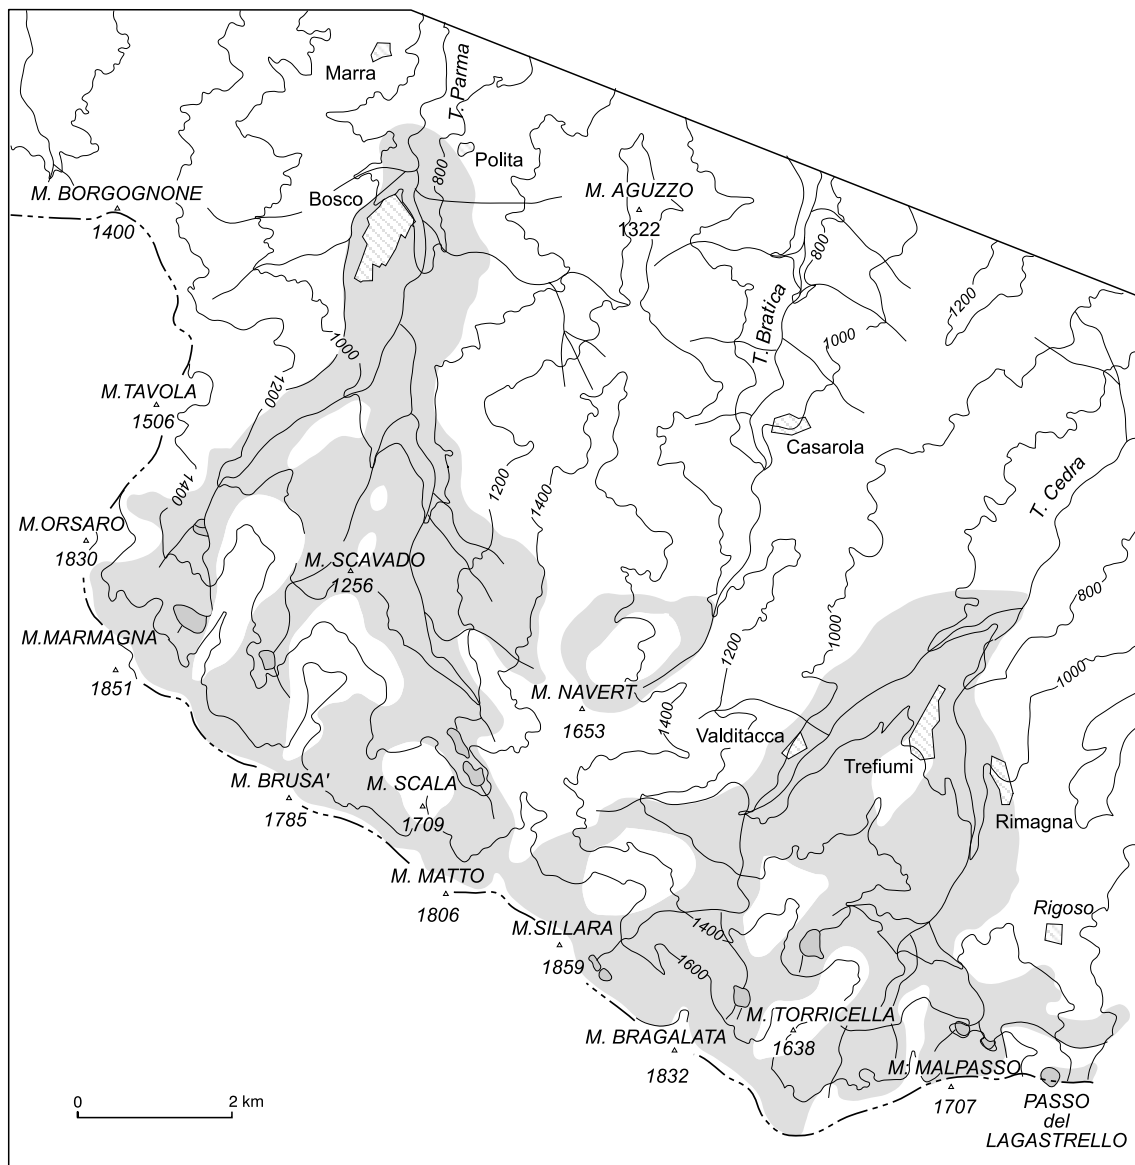 Marra
T. Parma
Polita
800
M. BORGOGNONE
1400
Bosco
M. AGUZZO
1322
800
T. Bratica
1200
1000
1000
M.TAVOLA
1506
1200
Casarola
1400
1200
1400
T. Cedra
M.ORSARO
1830
M. SCAVADO
1256
800
1000
M.MARMAGNA
1851
1200
1000
M. NAVERT
1653
1400
Valditacca
Trefiumi
M. BRUSA'
1785
M. SCALA
1709
Rimagna
M. MATTO
1806
Rigoso
M.SILLARA
1859
1400
1600
M. TORRICELLA
1638
M. BRAGALATA
1832
M: MALPASSO
1707
PASSO
del
LAGASTRELLO
0 2 km